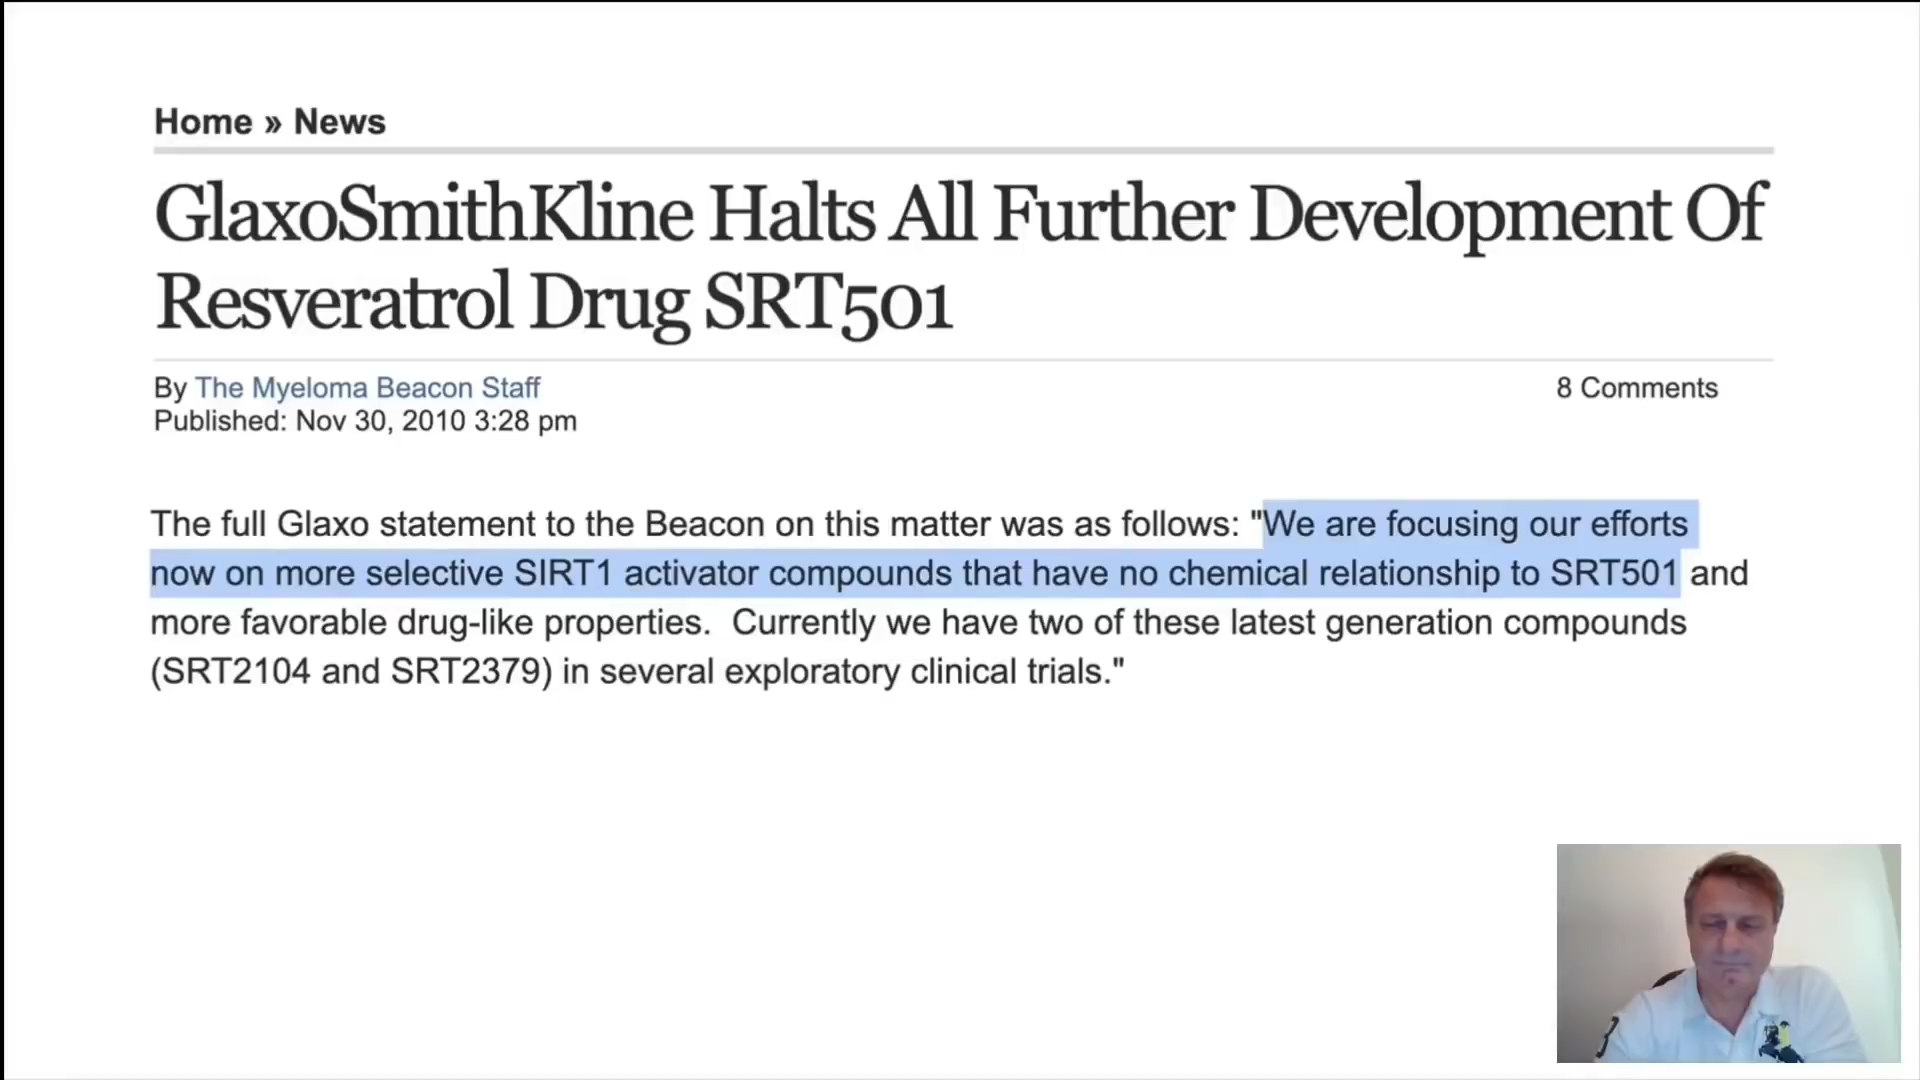 Home » News
GlaxoSmithKline Halts All Further Development Of
Resveratrol Drug SRT501
By The Myeloma Beacon Staff
8 Comments
Published: Nov 30, 2010 3:28 pm
The full Glaxo statement to the Beacon on this matter was as follows: "We are focusing our efforts
now on more selective SIRT1 activator compounds that have no chemical relationship to SRT501 and
more favorable drug-like properties.  Currently we have two of these latest generation compounds
(SRT2104 and SRT2379) in several exploratory clinical trials."